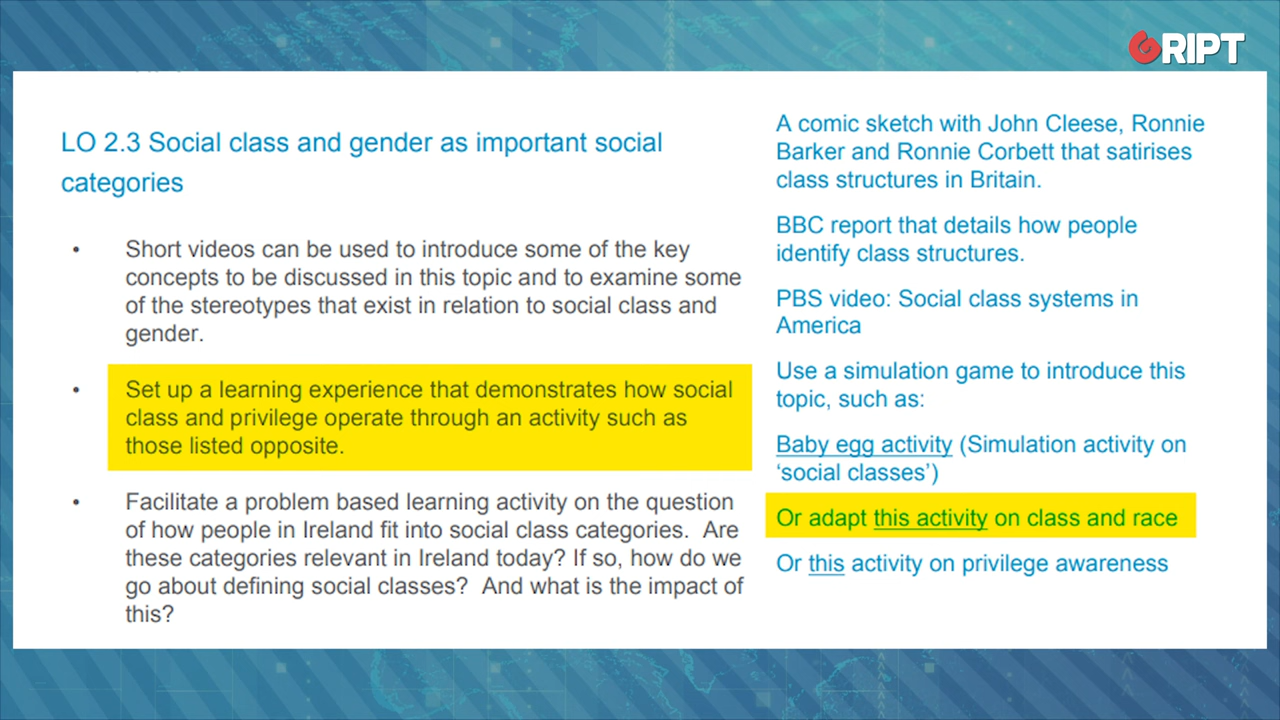 GRIPT
LO 2.3 Social class and gender as important social
categories
• Short videos can be used to introduce some of the key
concepts to be discussed in this topic and to examine some
of the stereotypes that exist in relation to social class and
gender.
• Set up a learning experience that demonstrates how social
class and privilege operate through an activity such as
those listed opposite.
• Facilitate a problem based learning activity on the question
of how people in Ireland fit into social class categories.  Are
these categories relevant in Ireland today? If so, how do we
go about defining social classes?  And what is the impact of
this?
A comic sketch with John Cleese, Ronnie
Barker and Ronnie Corbett that satirises
class structures in Britain.
BBC report that details how people
identify class structures.
PBS video: Social class systems in
America
Use a simulation game to introduce this
topic, such as:
Baby egg activity (Simulation activity on
‘social classes’)
Or adapt this activity on class and race
Or this activity on privilege awareness